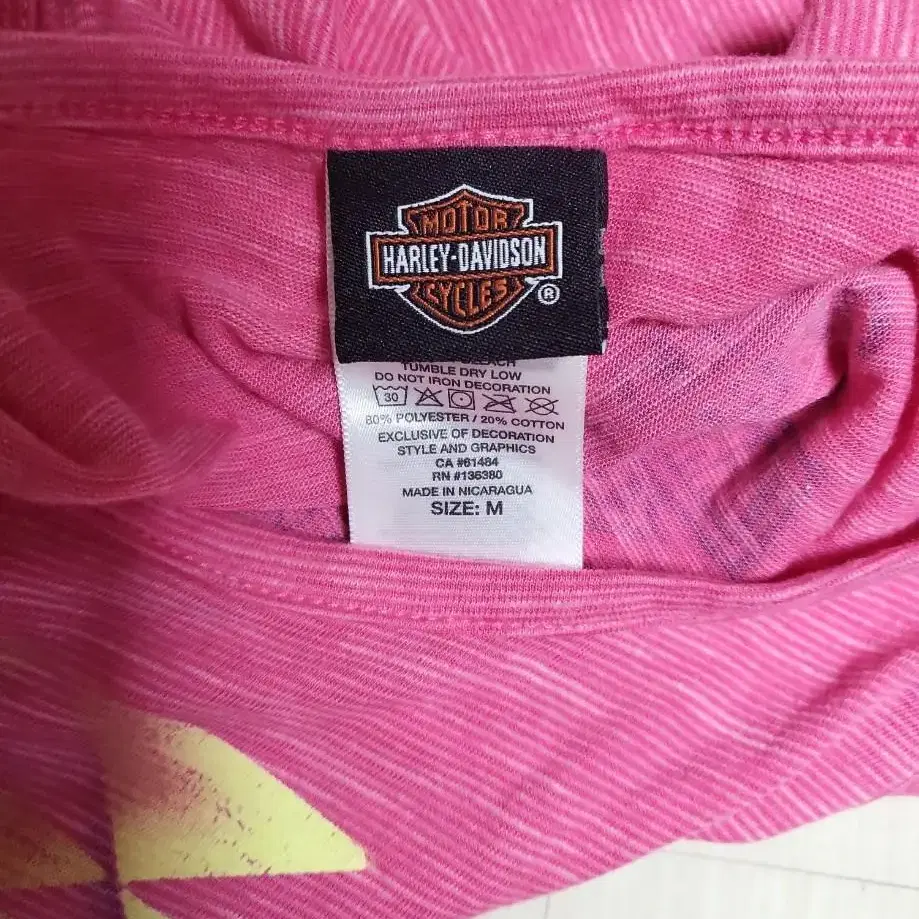 MOTOR
HARLEY-DAVIDSON
CYCLES
®
TUMBLE DRY LOW
DO NOT IRON DECORATION
30
80% POLYESTER / 20% COTTON
EXCLUSIVE OF DECORATION
STYLE AND GRAPHICS
CA #61484
RN #136380
MADE IN NICARAGUA
SIZE: M